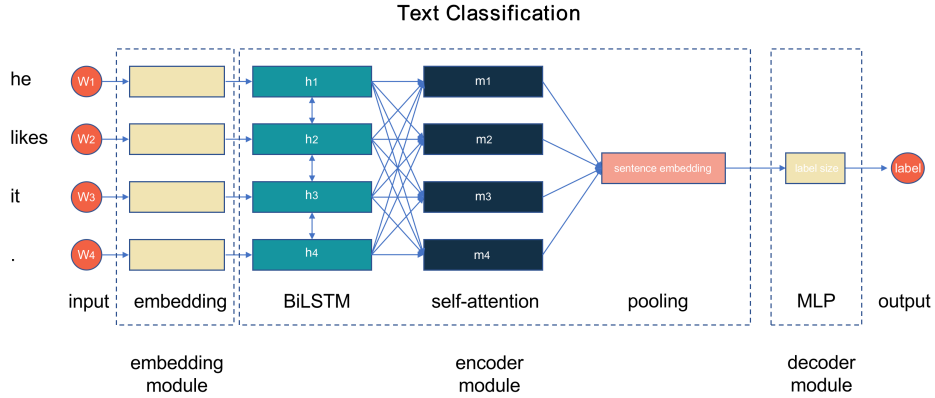 Text Classification
he W1 h1 m1
likes W2 h2 m2
sentence embedding label size label
it W3 h3 m3
. W4 h4 m4
input embedding BiLSTM self-attention pooling MLP output
embedding module
encoder module
decoder module